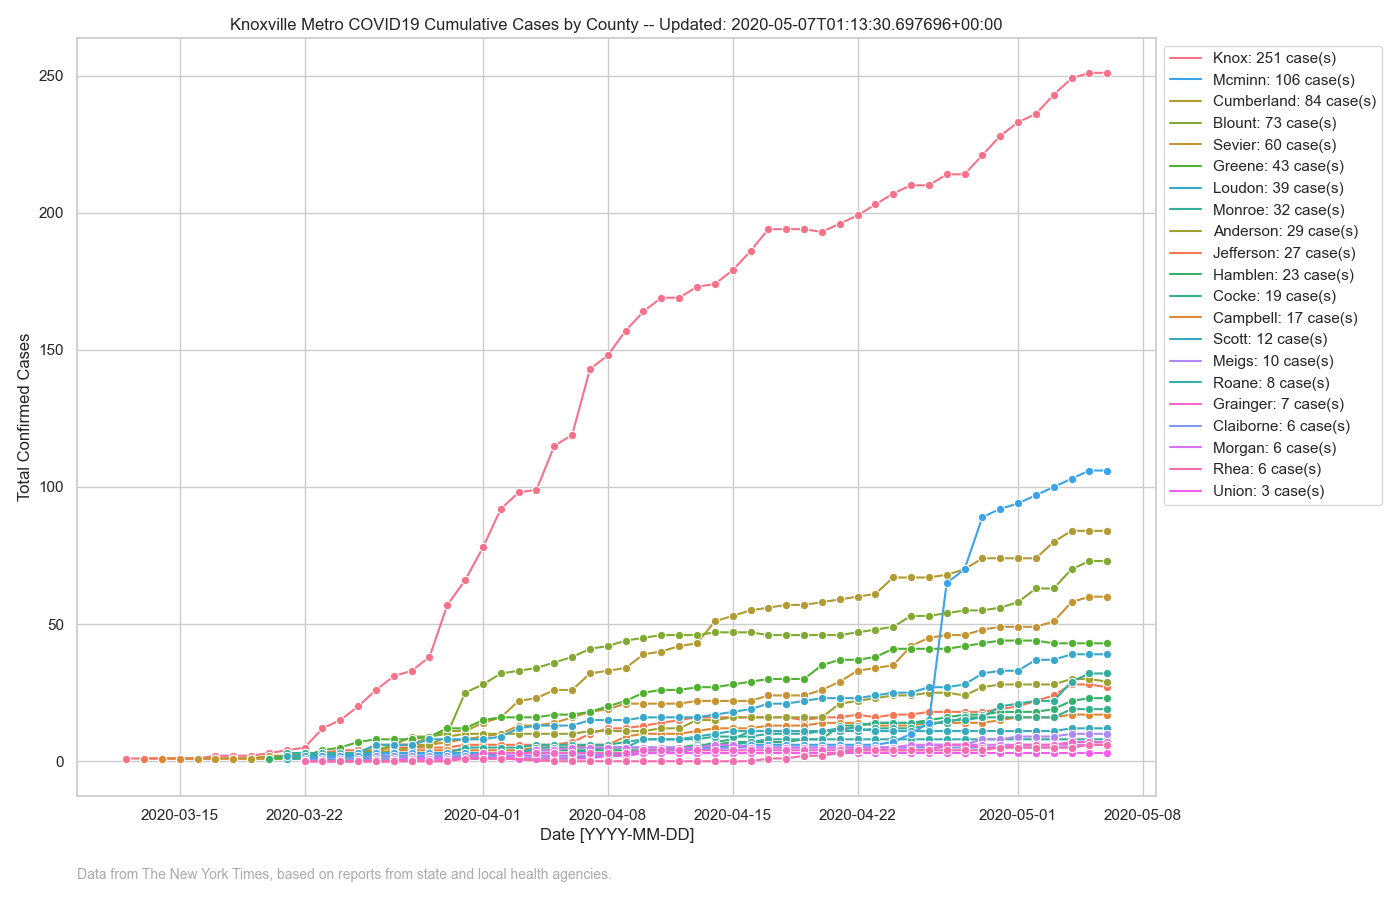 Knoxville Metro COVID19 Cumulative Cases by County -- Updated: 2020-05-07T01:13:30.697696+00:00
Total Confirmed Cases
250
200
150
100
50
0
2020-03-15
2020-03-22
2020-04-01
2020-04-08
2020-04-15
2020-04-22
2020-05-01
2020-05-08
Date [YYYY-MM-DD]
Knox: 251 case(s)
Mcminn: 106 case(s)
Cumberland: 84 case(s)
Blount: 73 case(s)
Sevier: 60 case(s)
Greene: 43 case(s)
Loudon: 39 case(s)
Monroe: 32 case(s)
Anderson: 29 case(s)
Jefferson: 27 case(s)
Hamblen: 23 case(s)
Cocke: 19 case(s)
Campbell: 17 case(s)
Scott: 12 case(s)
Meigs: 10 case(s)
Roane: 8 case(s)
Grainger: 7 case(s)
Claiborne: 6 case(s)
Morgan: 6 case(s)
Rhea: 6 case(s)
Union: 3 case(s)
Data from The New York Times, based on reports from state and local health agencies.